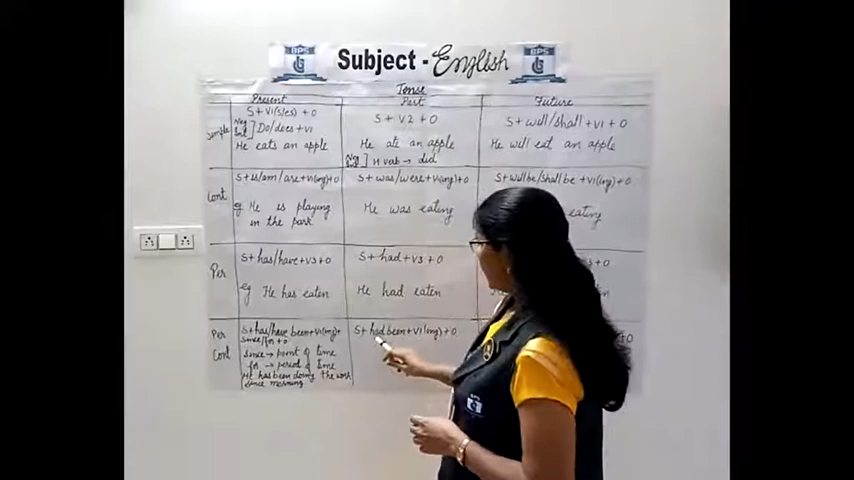 BPS
Subject - English
BPS
Tense
Present
Past
Future
Simple
S + V1(s/es) + O
Neg
Int ] Do/does + V1
He eats an apple
S + V2 + O
He ate an apple
Neg
Int ] H verb → did
S + will/shall + V1 + O
He will eat an apple
Cont
S + is/am/are + V1(ing) + O
eg He is playing
in the park
S + was/were + V1(ing) + O
He was eating
S + will be/shall be + V1(ing) + O
eating
Per
S + has/have + V3 + O
eg He has eaten
S + had + V3 + O
He had eaten
Per
Cont
S + has/have been + V1(ing) +
since/for + O
since → point of time
for → period of time
He has been doing the work
since morning
S + had been + V1(ing) + O
BPS